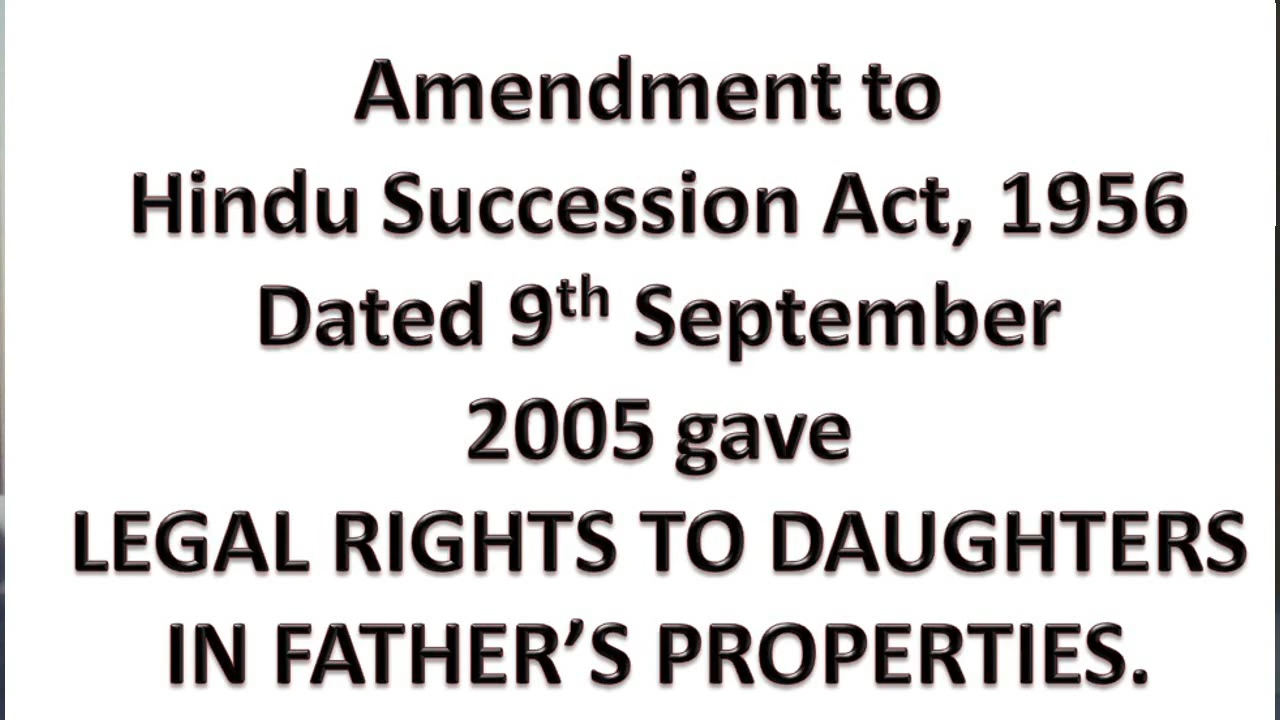 Amendment to
Hindu Succession Act, 1956
Dated 9th September
2005 gave
LEGAL RIGHTS TO DAUGHTERS
IN FATHER’S PROPERTIES.